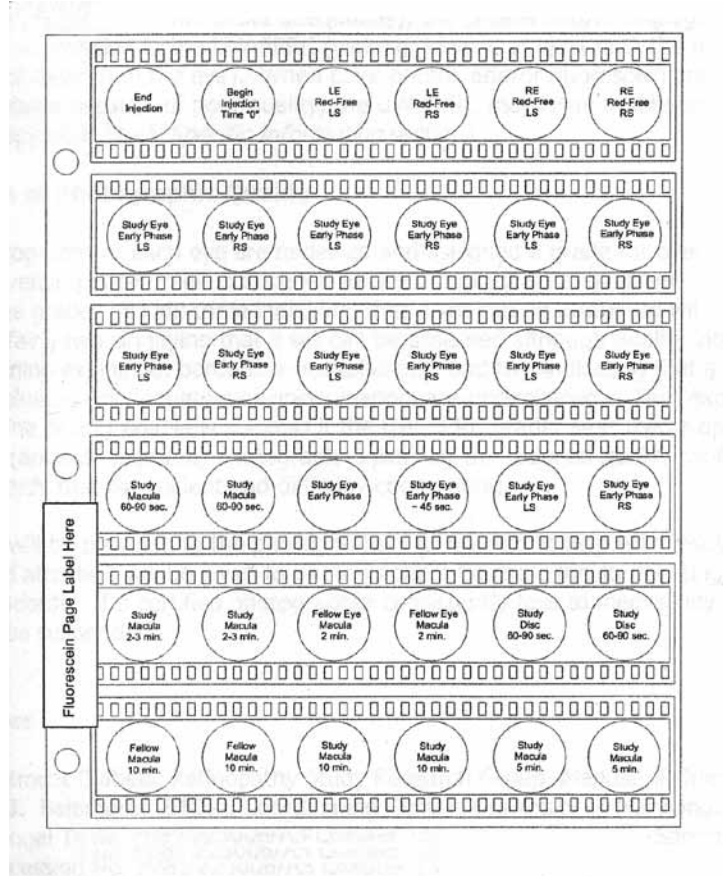 End
Injection
Begin
Injection
Time "0"
LE
Red-Free
LS
LE
Red-Free
RS
RE
Red-Free
LS
RE
Red-Free
RS
Study Eye
Early Phase
LS
Study Eye
Early Phase
RS
Study Eye
Early Phase
LS
Study Eye
Early Phase
RS
Study Eye
Early Phase
LS
Study Eye
Early Phase
RS
Study Eye
Early Phase
LS
Study Eye
Early Phase
RS
Study Eye
Early Phase
LS
Study Eye
Early Phase
RS
Study Eye
Early Phase
LS
Study Eye
Early Phase
RS
Study
Macula
60-90 sec.
Study
Macula
60-90 sec.
Study Eye
Early Phase
Study Eye
Early Phase
~ 45 sec.
Study Eye
Early Phase
LS
Study Eye
Early Phase
RS
Study
Macula
2-3 min.
Study
Macula
2-3 min.
Fellow Eye
Macula
2 min.
Fellow Eye
Macula
2 min.
Study
Disc
60-90 sec.
Study
Disc
60-90 sec.
Fellow
Macula
10 min.
Fellow
Macula
10 min.
Study
Macula
10 min.
Study
Macula
10 min.
Study
Macula
5 min.
Study
Macula
5 min.
Fluorescein Page Label Here